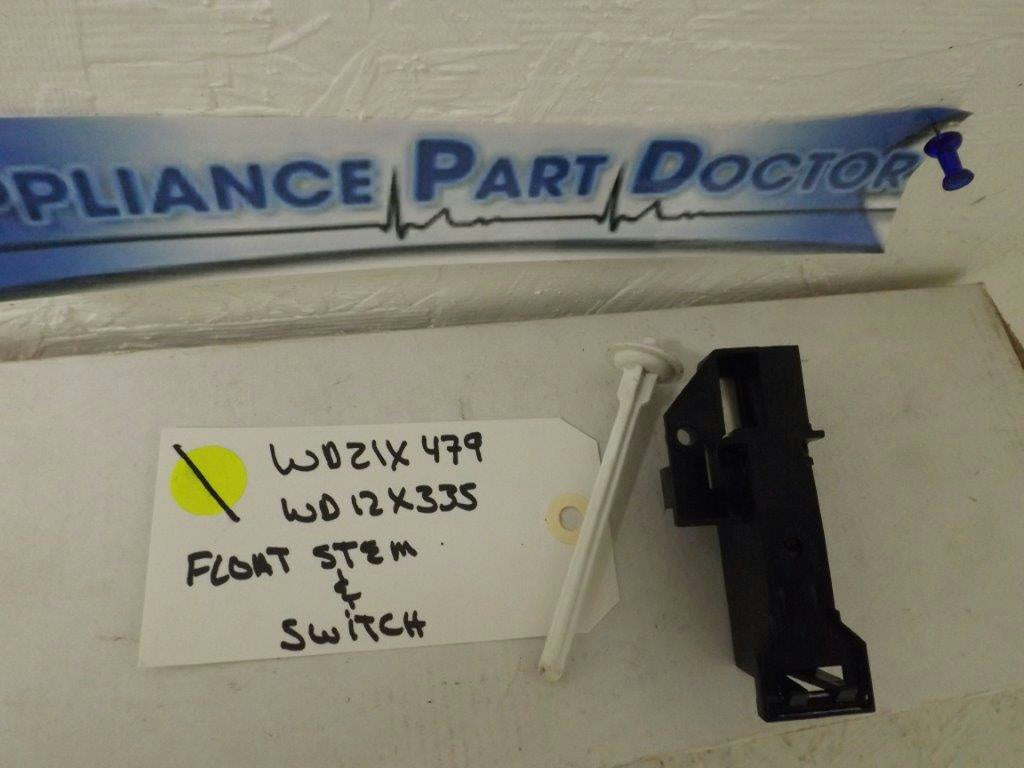 PPLIANCE PART DOCTOR
WD21X479
WD12X335
FLOAT STEM
&
SWITCH